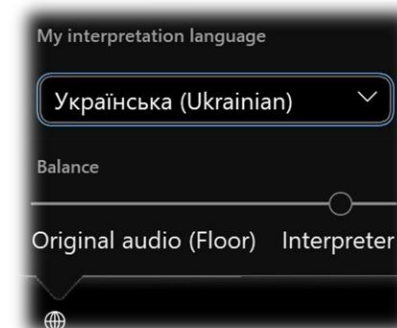 My interpretation language
Українська (Ukrainian)
Balance
Original audio (Floor) Interpreter